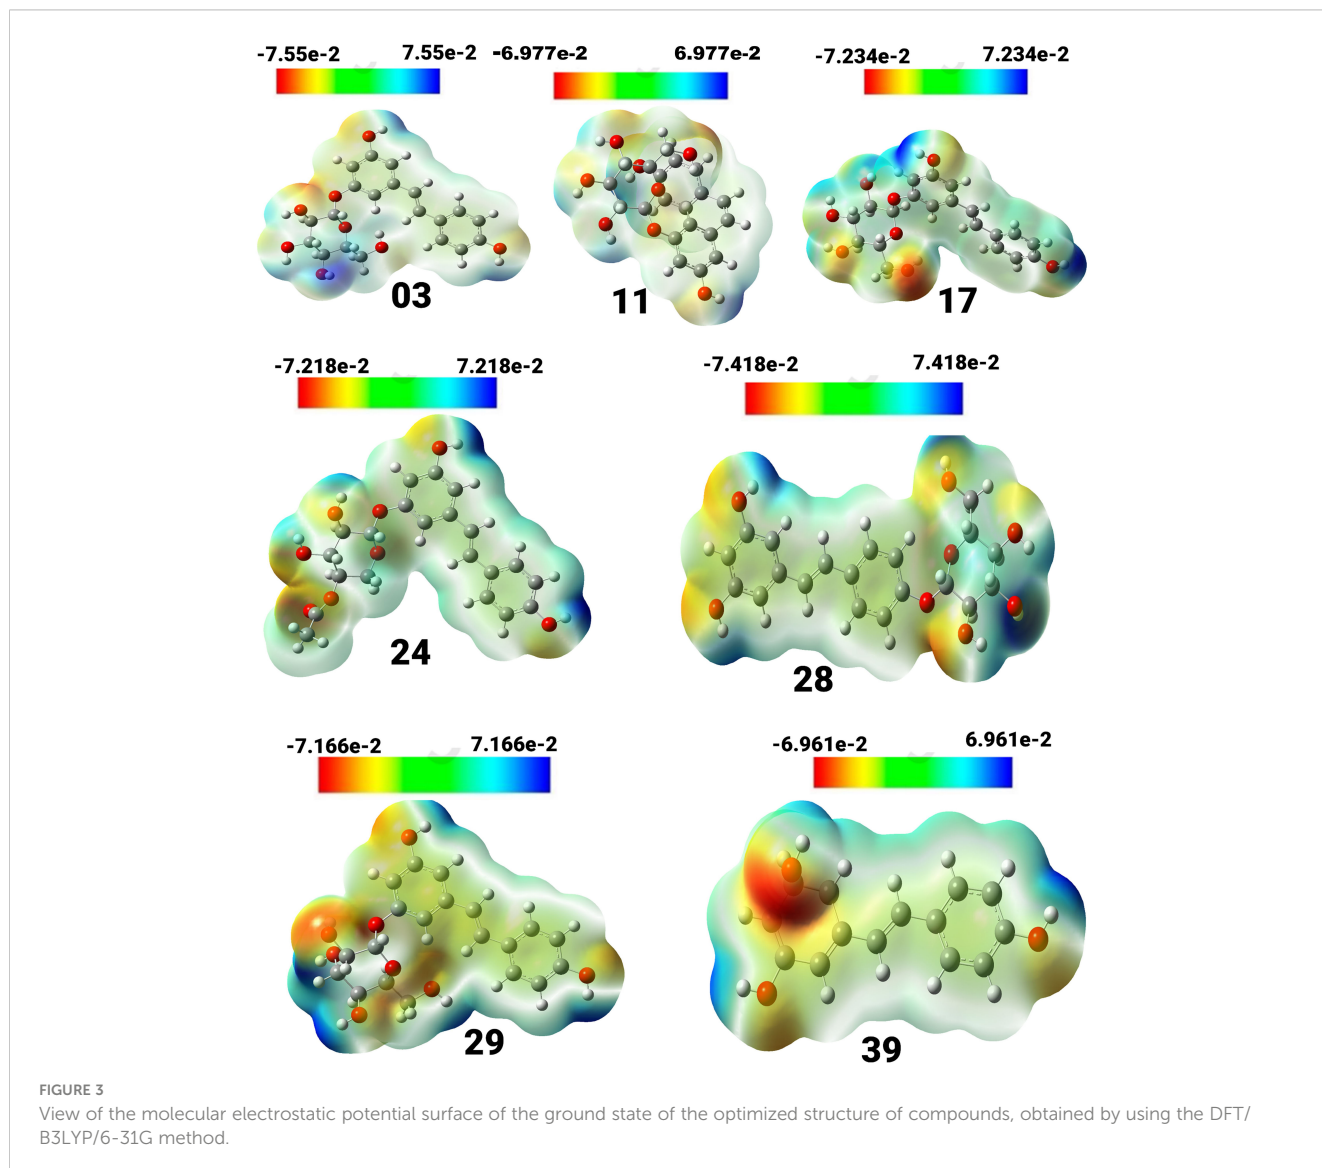 -7.55e-2 7.55e-2 -6.977e-2 6.977e-2 -7.234e-2 7.234e-2
03 11 17
-7.218e-2 7.218e-2 -7.418e-2 7.418e-2
24 28
-7.166e-2 7.166e-2 -6.961e-2 6.961e-2
29 39
FIGURE 3
View of the molecular electrostatic potential surface of the ground state of the optimized structure of compounds, obtained by using the DFT/
B3LYP/6-31G method.